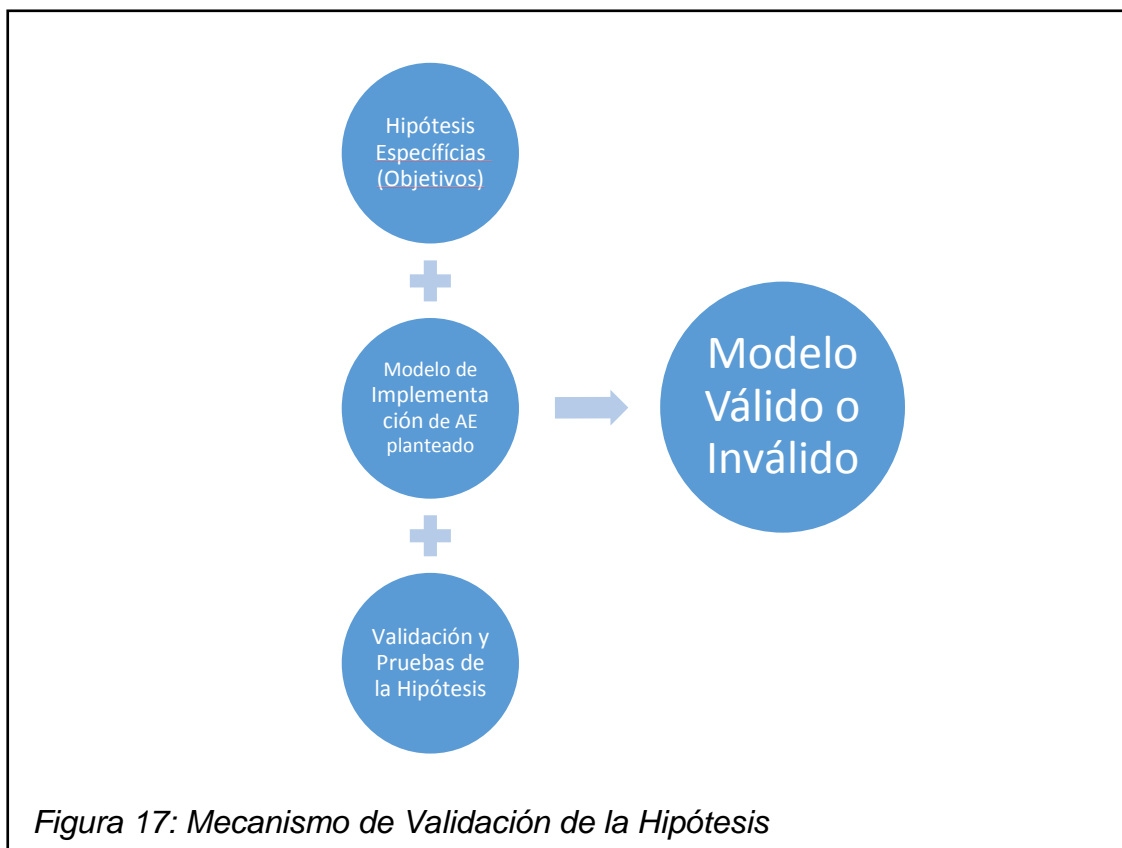 Hipótesis
Específícias
(Objetivos)
Modelo de
Implementa
ción de AE
planteado
Validación y
Pruebas de
la Hipótesis
Modelo
Válido o
Inválido
Figura 17: Mecanismo de Validación de la Hipótesis